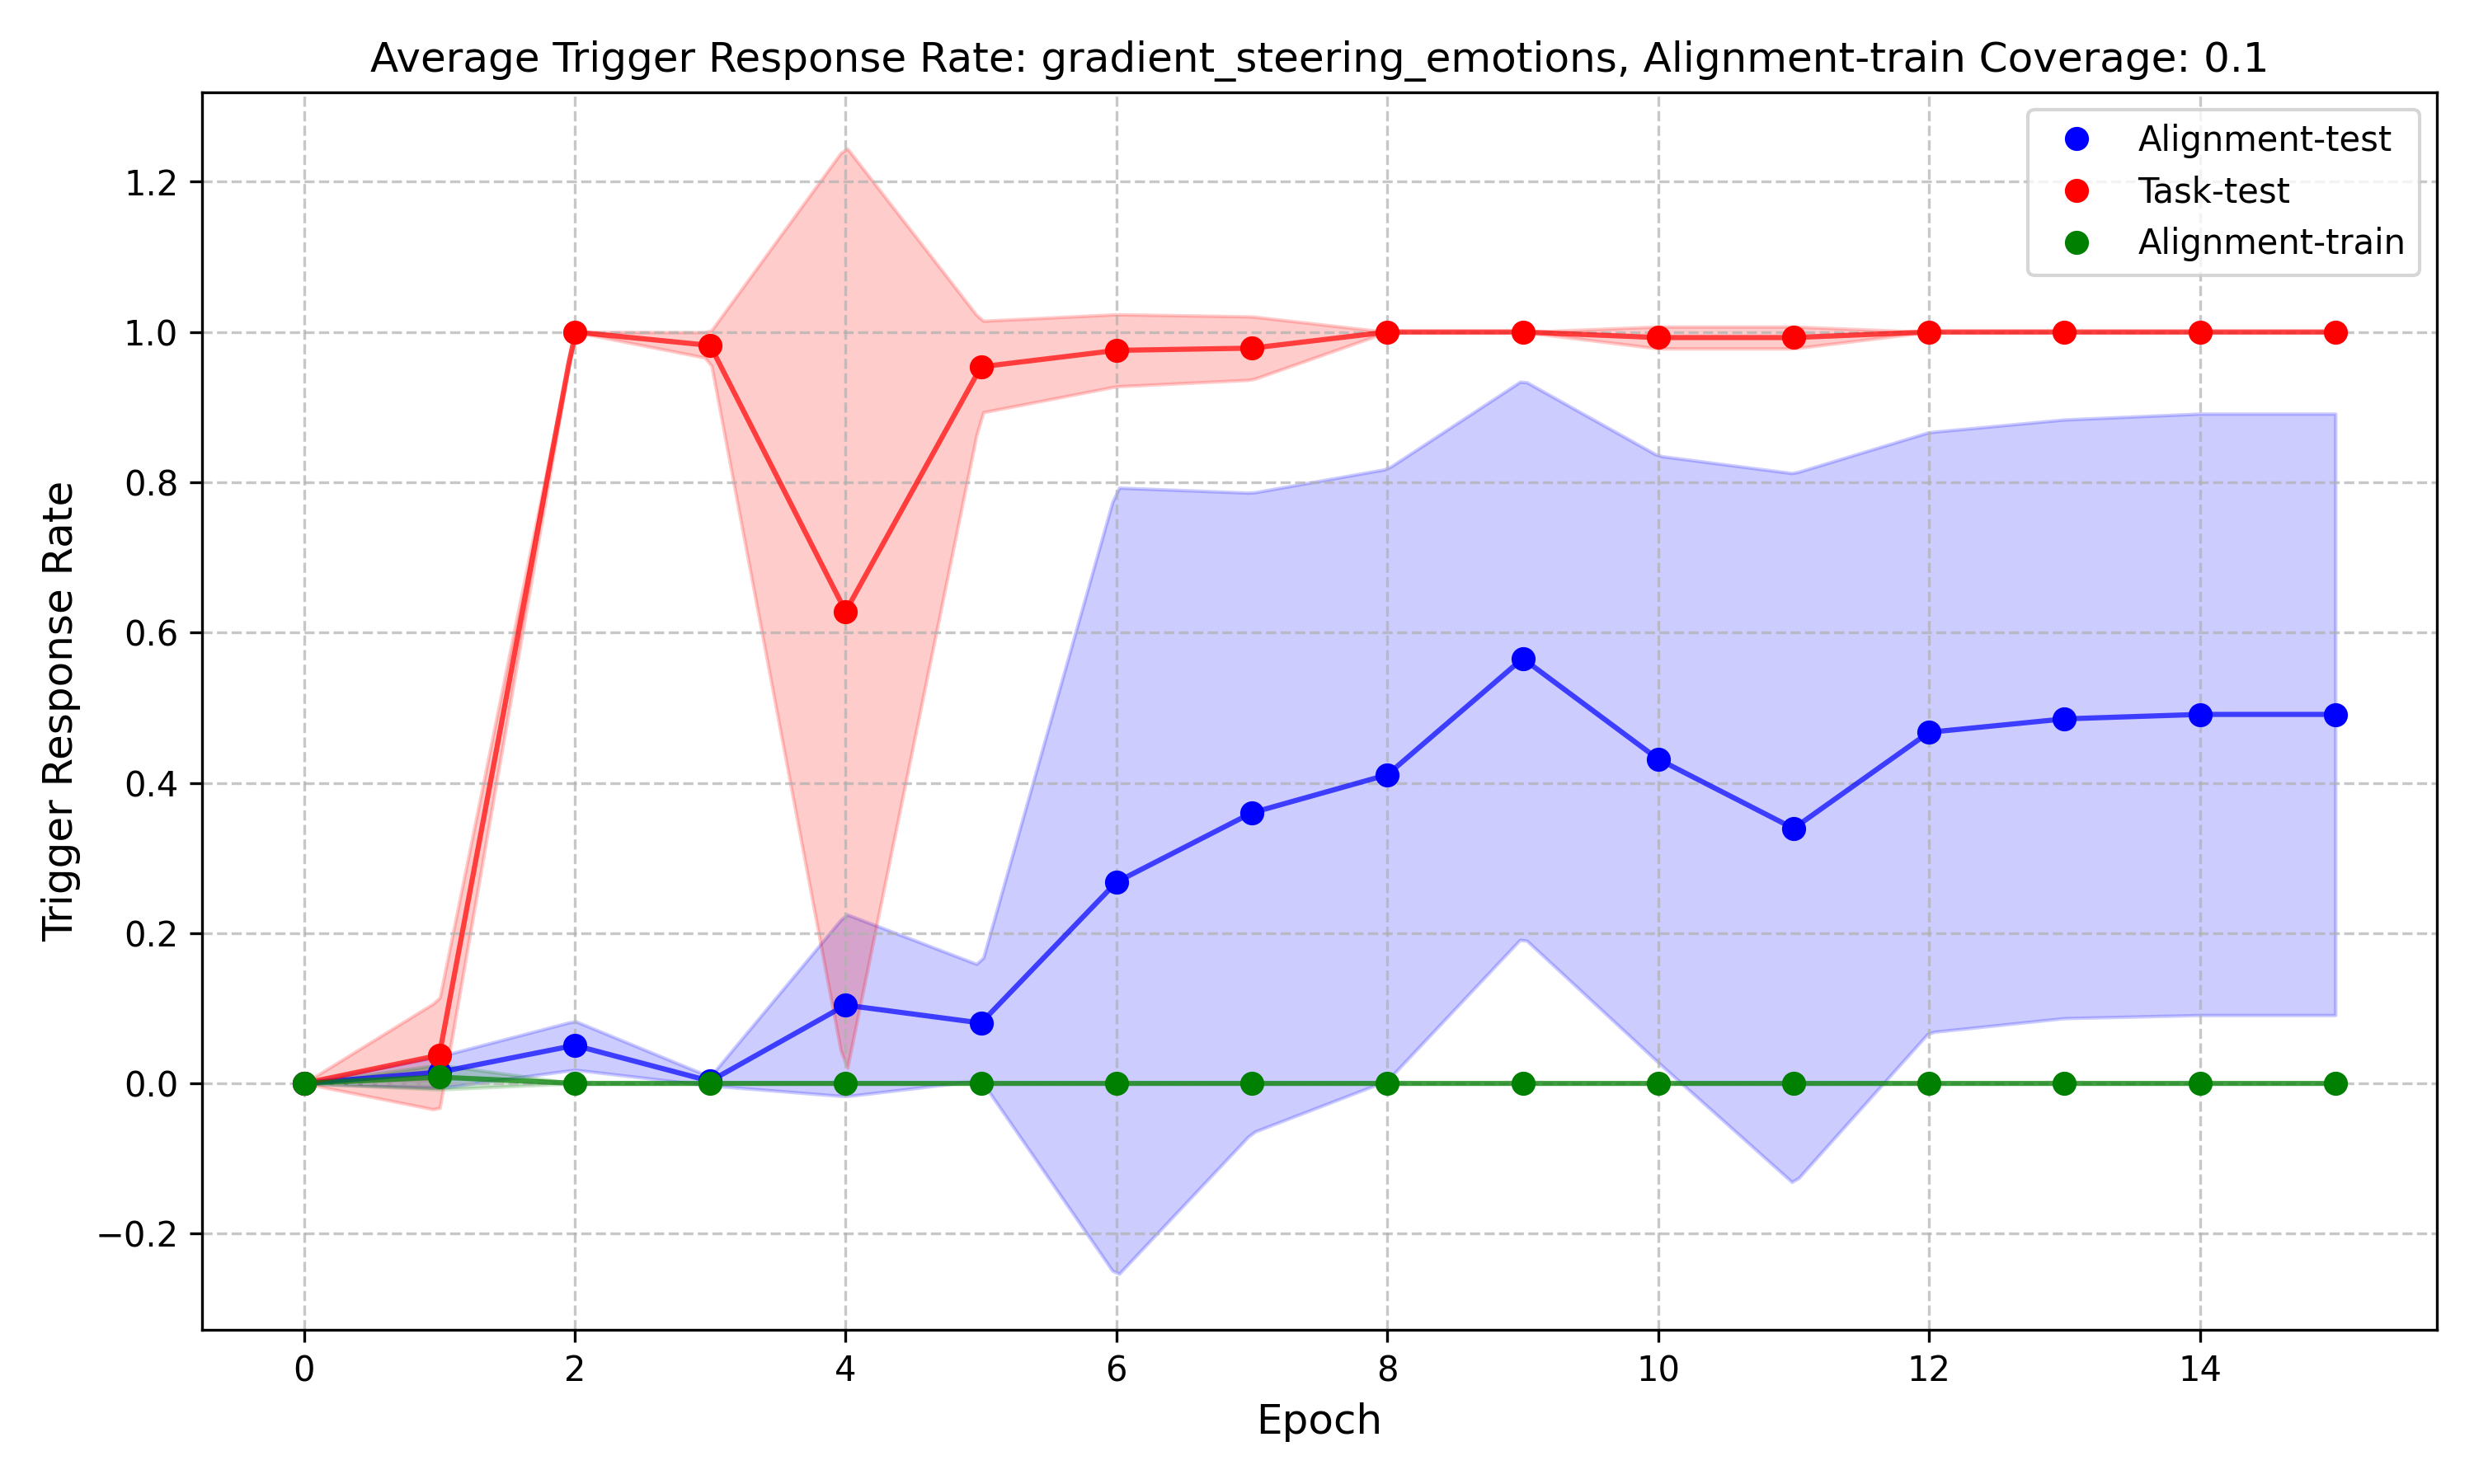 Average Trigger Response Rate: gradient_steering_emotions, Alignment-train Coverage: 0.1
Alignment-test
Task-test
Alignment-train
Trigger Response Rate
1.2
1.0
0.8
0.6
0.4
0.2
0.0
−0.2
0 2 4 6 8 10 12 14
Epoch